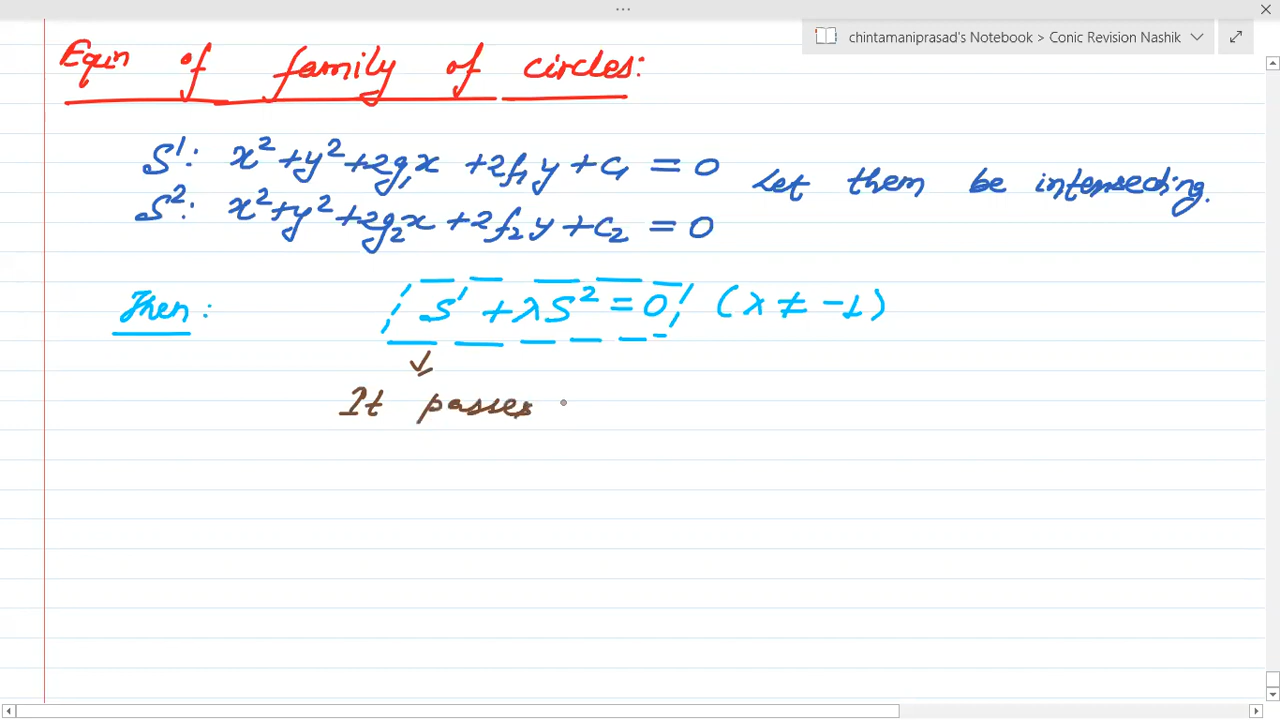 chintamaniprasad's Notebook > Conic Revision Nashik
Eqn of family of circles:
S¹: x²+y²+2g₁x +2f₁y+c₁ = 0
S²: x²+y²+2g₂x +2f₂y+c₂ = 0
Let them be intersecting.
Then: S¹+λS²=0 (λ ≠ -1)
It passes